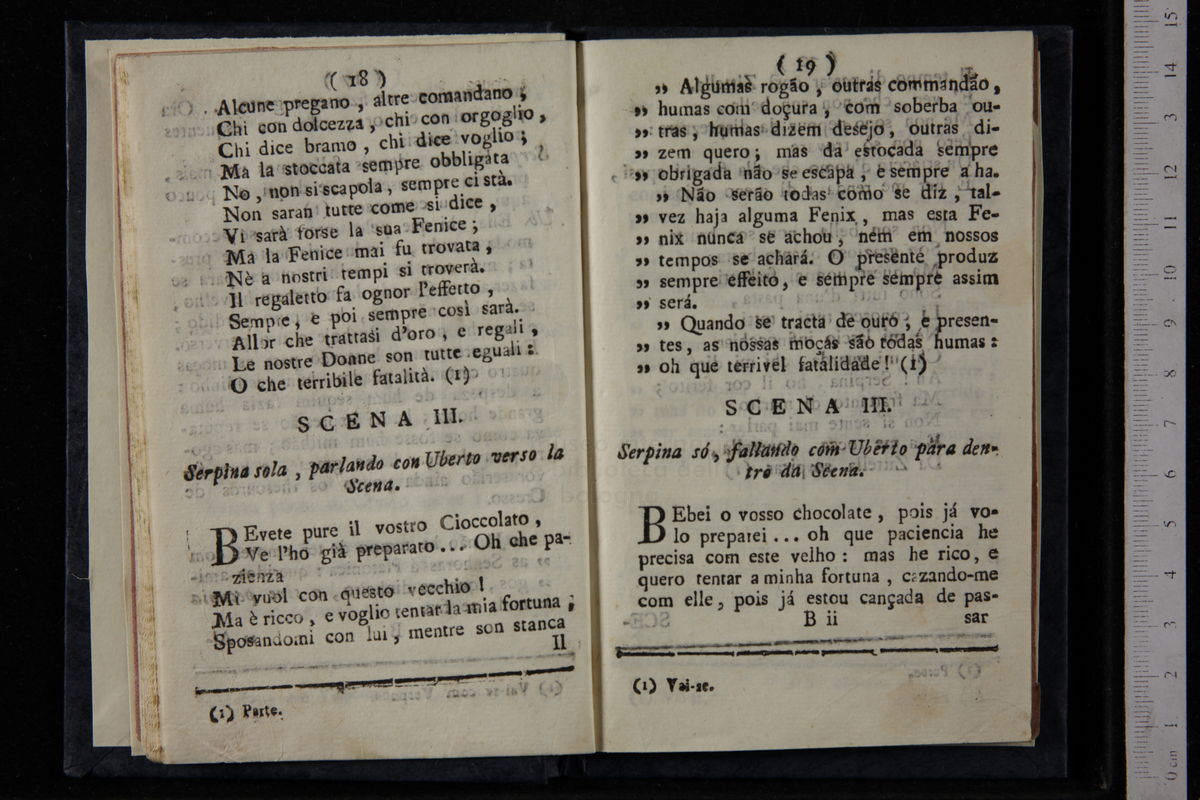 ( 18 )
Alcune pregano , altre comandano ;
Chi con dolcezza , chi con orgoglio ,
Chi dice bramo , chi dice voglio ;
Ma la stoccata sempre obbligata
No , non si scapola , sempre ci stà.
Non saran tutte come si dice ,
Vi sarà forse la sua Fenice ;
Ma la Fenice mai fu trovata ,
Nè a nostri tempi si troverà.
Il regaletto fa ognor l'effetto ,
Sempre , e poi sempre così sarà.
Allor che trattasi d'oro , e regali ,
Le nostre Donne son tutte eguali :
O che terribile fatalità. (1)
SCENA III.
Serpina sola , parlando con Uberto verso la
Scena.
BEvete pure il vostro Cioccolato ,
Ve l'ho già preparato ... Oh che pa-
zienza
Mi vuol con questo vecchio !
Ma è ricco , e voglio tentar la mia fortuna ;
Sposandomi con lui , mentre son stanca
Il
(1) Parte.
( 19 )
„ Algumas rogão , outras commandão ,
„ humas com doçura , com soberba ou-
„ tras , humas dizem desejo , outras di-
„ zem quero ; mas da estocada sempre
„ obrigada não se escapa , e sempre a ha.
„ Não serão todas como se diz , tal-
„ vez haja alguma Fenix , mas esta Fe-
„ nix nunca se achou , nem em nossos
„ tempos se achará. O presente produz
„ sempre effeito , e sempre sempre assim
„ será.
„ Quando se tracta de ouro , e presen-
„ tes , as nossas moças são todas humas :
„ oh que terrivel fatalidade ! (1)
SCENA III.
Serpina só , fallando com Uberto para den-
tro da Scena.
BEbei o vosso chocolate , pois já vo-
lo preparei ... oh que paciencia he
precisa com este velho : mas he rico , e
quero tentar a minha fortuna , cazando-me
com elle , pois já estou cançada de pas-
B ii
sar
(1) Vai-se.